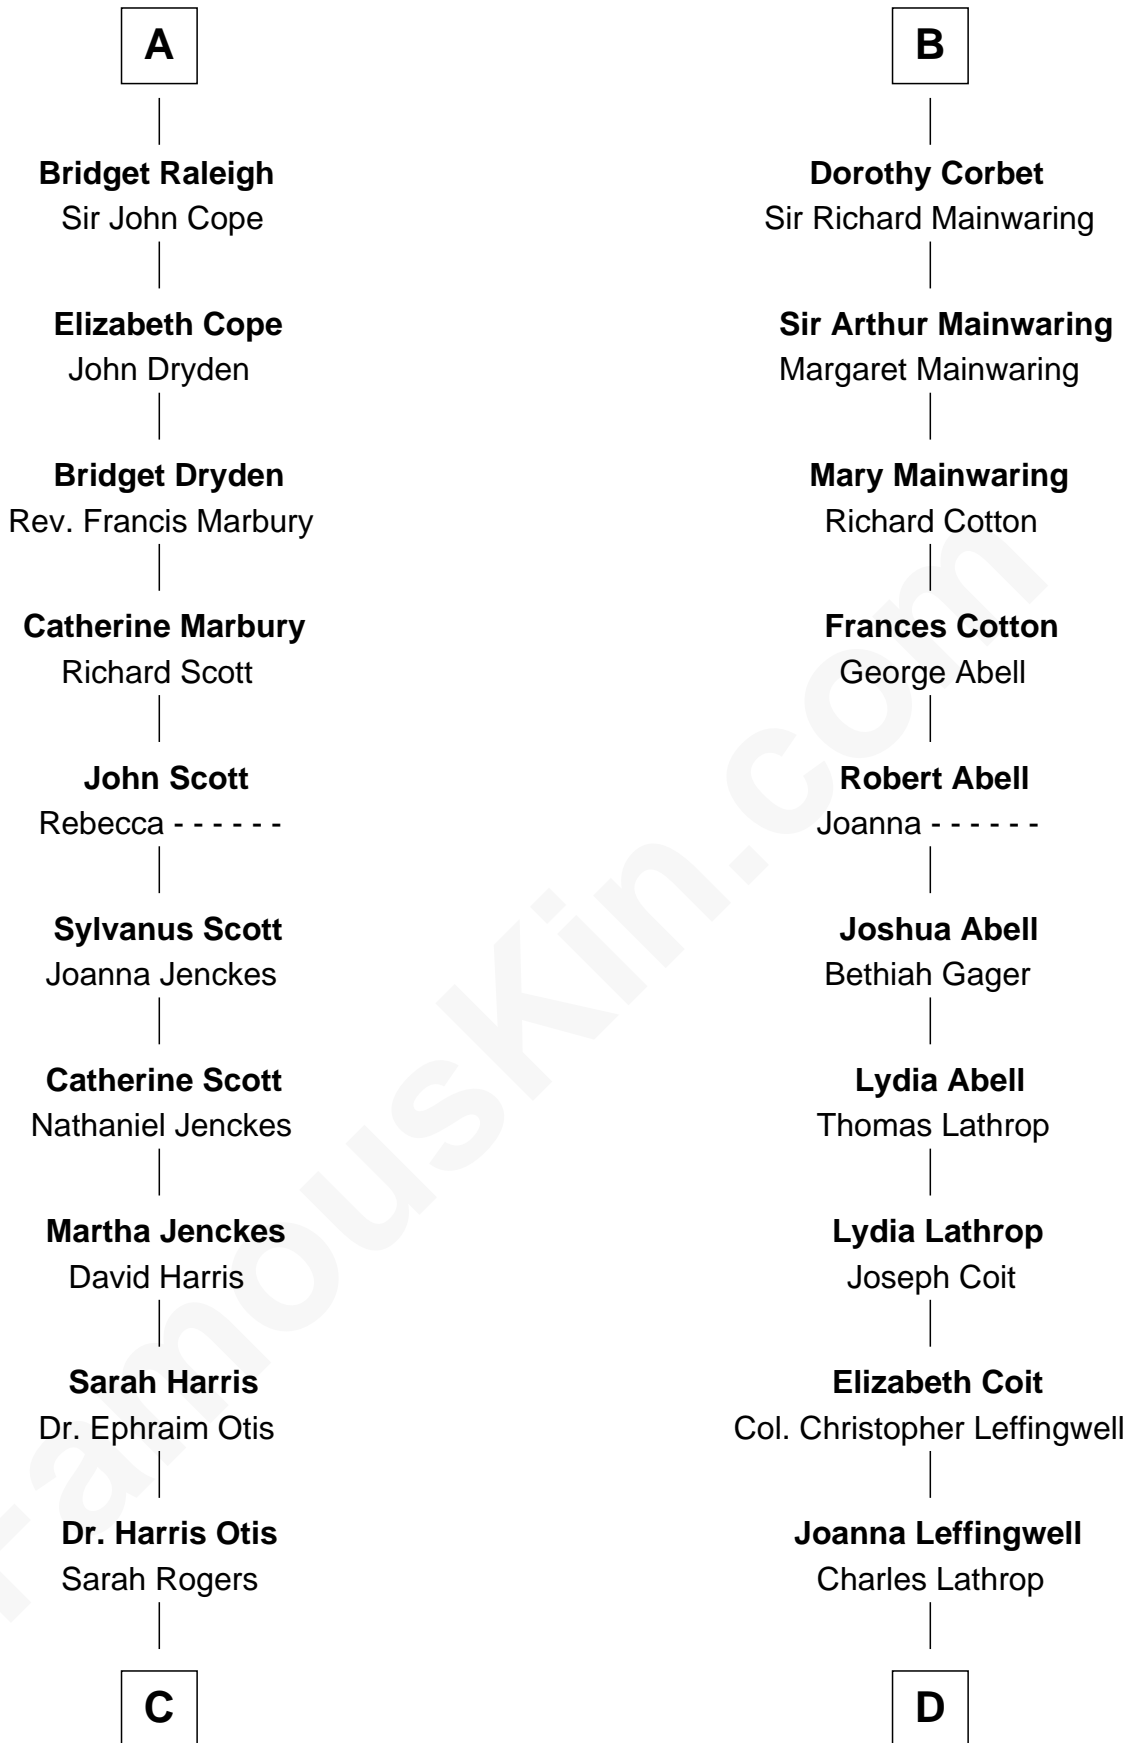 A
Bridget Raleigh
Sir John Cope
Elizabeth Cope
John Dryden
Bridget Dryden
Rev. Francis Marbury
Catherine Marbury
Richard Scott
John Scott
Rebecca - - - - - -
Sylvanus Scott
Joanna Jenckes
Catherine Scott
Nathaniel Jenckes
Martha Jenckes
David Harris
Sarah Harris
Dr. Ephraim Otis
Dr. Harris Otis
Sarah Rogers
C
B
Dorothy Corbet
Sir Richard Mainwaring
Sir Arthur Mainwaring
Margaret Mainwaring
Mary Mainwaring
Richard Cotton
Frances Cotton
George Abell
Robert Abell
Joanna - - - - - -
Joshua Abell
Bethiah Gager
Lydia Abell
Thomas Lathrop
Lydia Lathrop
Joseph Coit
Elizabeth Coit
Col. Christopher Leffingwell
Joanna Leffingwell
Charles Lathrop
D
FamousKin.com